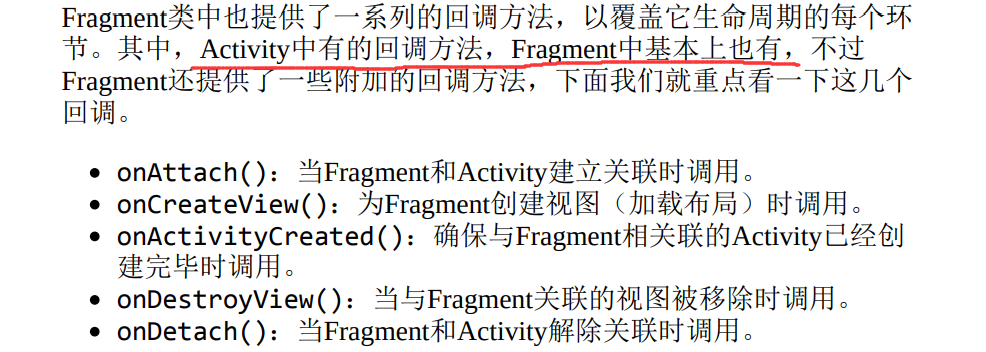 Fragment类中也提供了一系列的回调方法，以覆盖它生命周期的每个环
节。其中，Activity中有的回调方法，Fragment中基本上也有，不过
Fragment还提供了一些附加的回调方法，下面我们就重点看一下这几个
回调。
• onAttach()：当Fragment和Activity建立关联时调用。
• onCreateView()：为Fragment创建视图（加载布局）时调用。
• onActivityCreated()：确保与Fragment相关联的Activity已经创
建完毕时调用。
• onDestroyView()：当与Fragment关联的视图被移除时调用。
• onDetach()：当Fragment和Activity解除关联时调用。